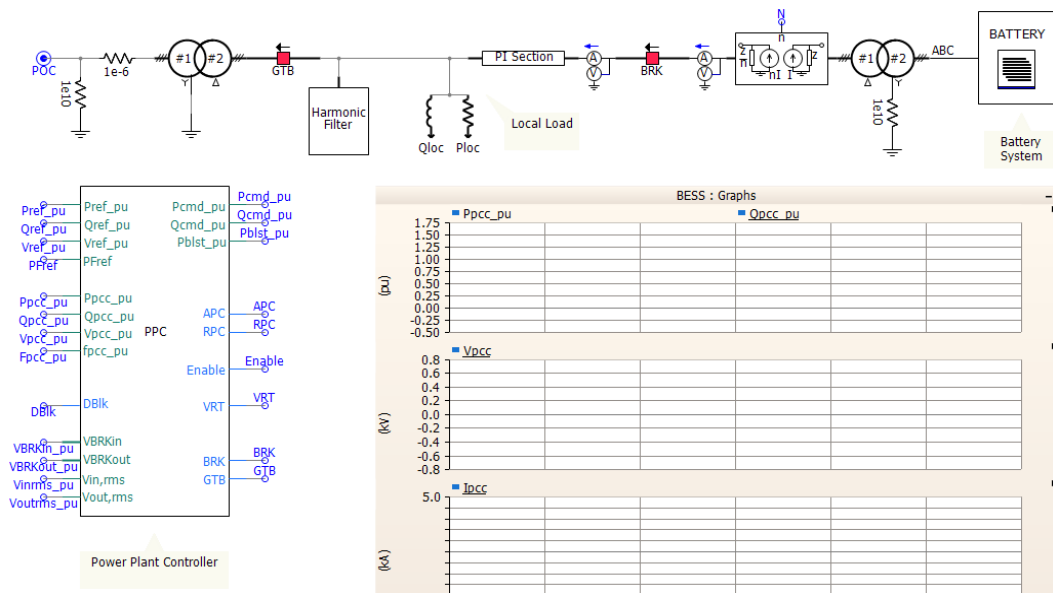 POC
1e-6
1e10
#1
#2
GTB
Harmonic
Filter
Qloc
Ploc
Local Load
PI Section
A
V
BRK
A
V
N
n
z
n
nI
I
z
#1
#2
1e10
ABC
BATTERY
Battery
System
Pref_pu
Qref_pu
Vref_pu
PFref
Ppcc_pu
Qpcc_pu
Vpcc_pu
Fpcc_pu
DBlk
VBRKin_pu
VBRKout_pu
Vinrms_pu
Voutrms_pu
Pref_pu
Qref_pu
Vref_pu
PFref
Ppcc_pu
Qpcc_pu
Vpcc_pu
fpcc_pu
DBlk
VBRKin
VBRKout
Vin,rms
Vout,rms
PPC
Pcmd_pu
Qcmd_pu
Pblst_pu
APC
RPC
Enable
VRT
BRK
GTB
Pcmd_pu
Qcmd_pu
Pblst_pu
APC
RPC
Enable
VRT
BRK
GTB
Power Plant Controller
BESS : Graphs
Ppcc_pu
Qpcc_pu
1.75
1.50
1.25
1.00
0.75
0.50
0.25
0.00
-0.25
-0.50
(pu)
Vpcc
0.8
0.6
0.4
0.2
0.0
-0.2
-0.4
-0.6
-0.8
(kV)
Ipcc
5.0
(kA)